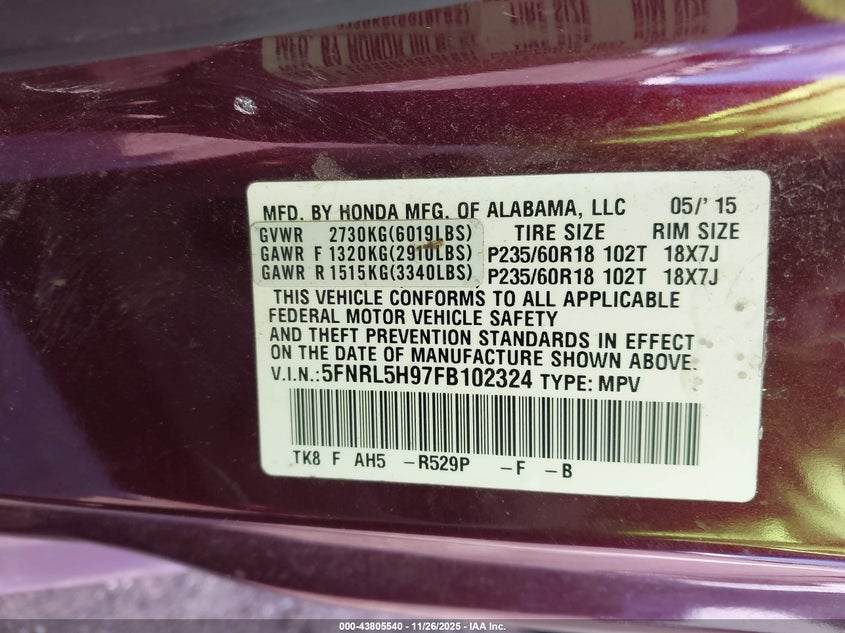 MFD. BY HONDA MFG. OF ALABAMA, LLC 05/'15
GVWR 2730KG(6019LBS) TIRE SIZE RIM SIZE
GAWR F 1320KG(2910LBS) P235/60R18 102T 18X7J
GAWR R 1515KG(3340LBS) P235/60R18 102T 18X7J
THIS VEHICLE CONFORMS TO ALL APPLICABLE
FEDERAL MOTOR VEHICLE SAFETY
AND THEFT PREVENTION STANDARDS IN EFFECT
ON THE DATE OF MANUFACTURE SHOWN ABOVE.
V.I.N.:5FNRL5H97FB102324 TYPE: MPV
TK8 F AH5 -R529P -F -B
000-43805540 - 11/26/2025 - IAA Inc.